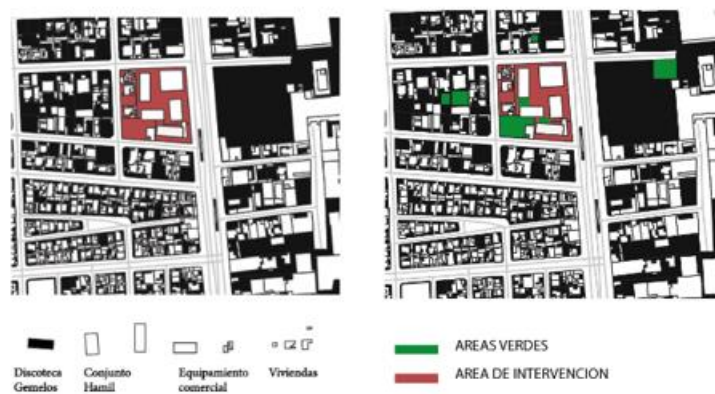 Discoteca
Gemelos
Conjunto
Hamil
Equipamiento
comercial
Viviendas
AREAS VERDES
AREA DE INTERVENCION